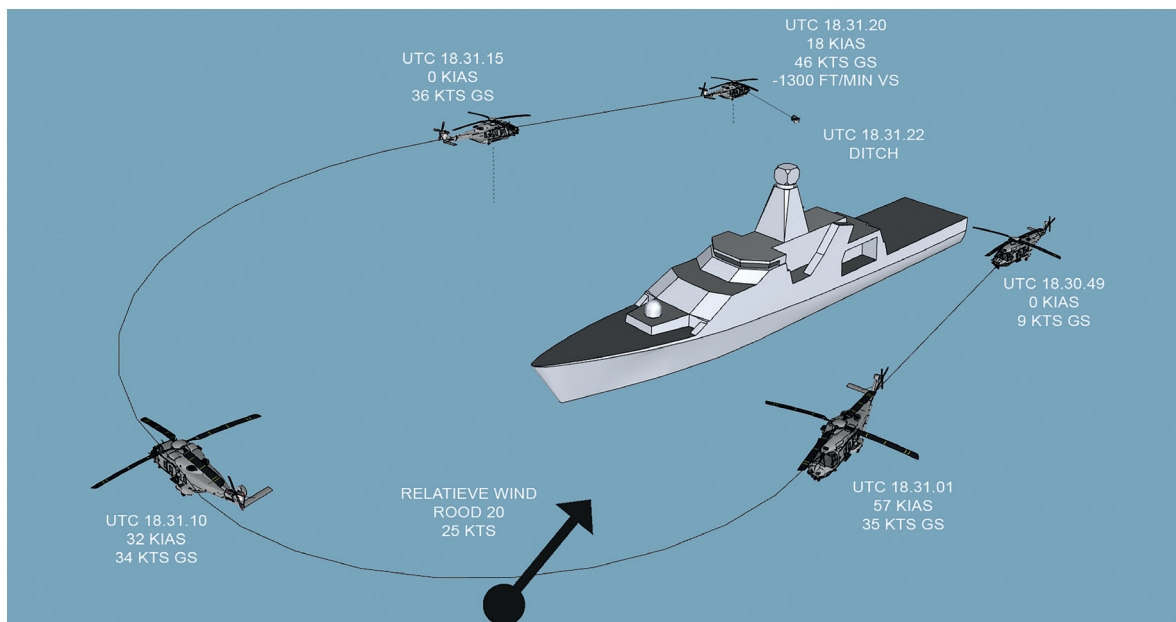 UTC 18.31.20
18 KIAS
46 KTS GS
-1300 FT/MIN VS
UTC 18.31.15
0 KIAS
36 KTS GS
UTC 18.31.22
DITCH
UTC 18.30.49
0 KIAS
9 KTS GS
UTC 18.31.01
57 KIAS
35 KTS GS
RELATIEVE WIND
ROOD 20
25 KTS
UTC 18.31.10
32 KIAS
34 KTS GS